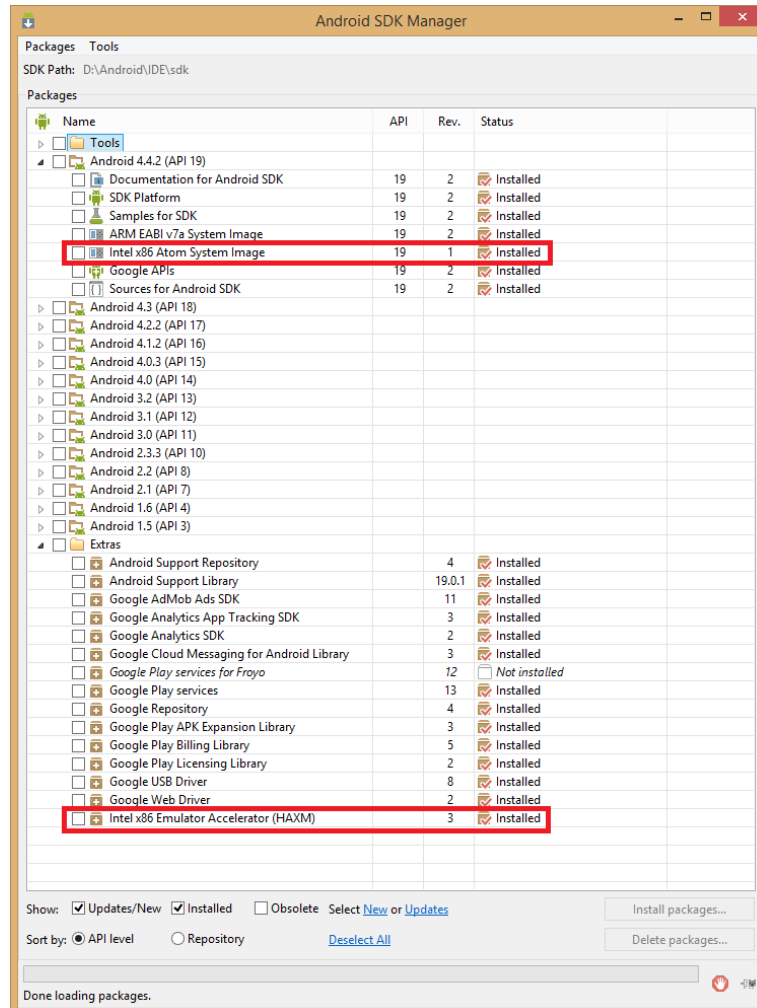 Android SDK Manager
Packages Tools
SDK Path: D:\Android\IDE\sdk
Packages
Name API Rev. Status
Tools
Android 4.4.2 (API 19)
Documentation for Android SDK 19 2 Installed
SDK Platform 19 2 Installed
Samples for SDK 19 2 Installed
ARM EABI v7a System Image 19 2 Installed
Intel x86 Atom System Image 19 1 Installed
Google APIs 19 2 Installed
Sources for Android SDK 19 2 Installed
Android 4.3 (API 18)
Android 4.2.2 (API 17)
Android 4.1.2 (API 16)
Android 4.0.3 (API 15)
Android 4.0 (API 14)
Android 3.2 (API 13)
Android 3.1 (API 12)
Android 3.0 (API 11)
Android 2.3.3 (API 10)
Android 2.2 (API 8)
Android 2.1 (API 7)
Android 1.6 (API 4)
Android 1.5 (API 3)
Extras
Android Support Repository 4 Installed
Android Support Library 19.0.1 Installed
Google AdMob Ads SDK 11 Installed
Google Analytics App Tracking SDK 3 Installed
Google Analytics SDK 2 Installed
Google Cloud Messaging for Android Library 3 Installed
Google Play services for Froyo 12 Not installed
Google Play services 13 Installed
Google Repository 4 Installed
Google Play APK Expansion Library 3 Installed
Google Play Billing Library 5 Installed
Google Play Licensing Library 2 Installed
Google USB Driver 8 Installed
Google Web Driver 2 Installed
Intel x86 Emulator Accelerator (HAXM) 3 Installed
Show: Updates/New Installed Obsolete Select New or Updates Install packages...
Sort by: API level Repository Deselect All Delete packages...
Done loading packages.